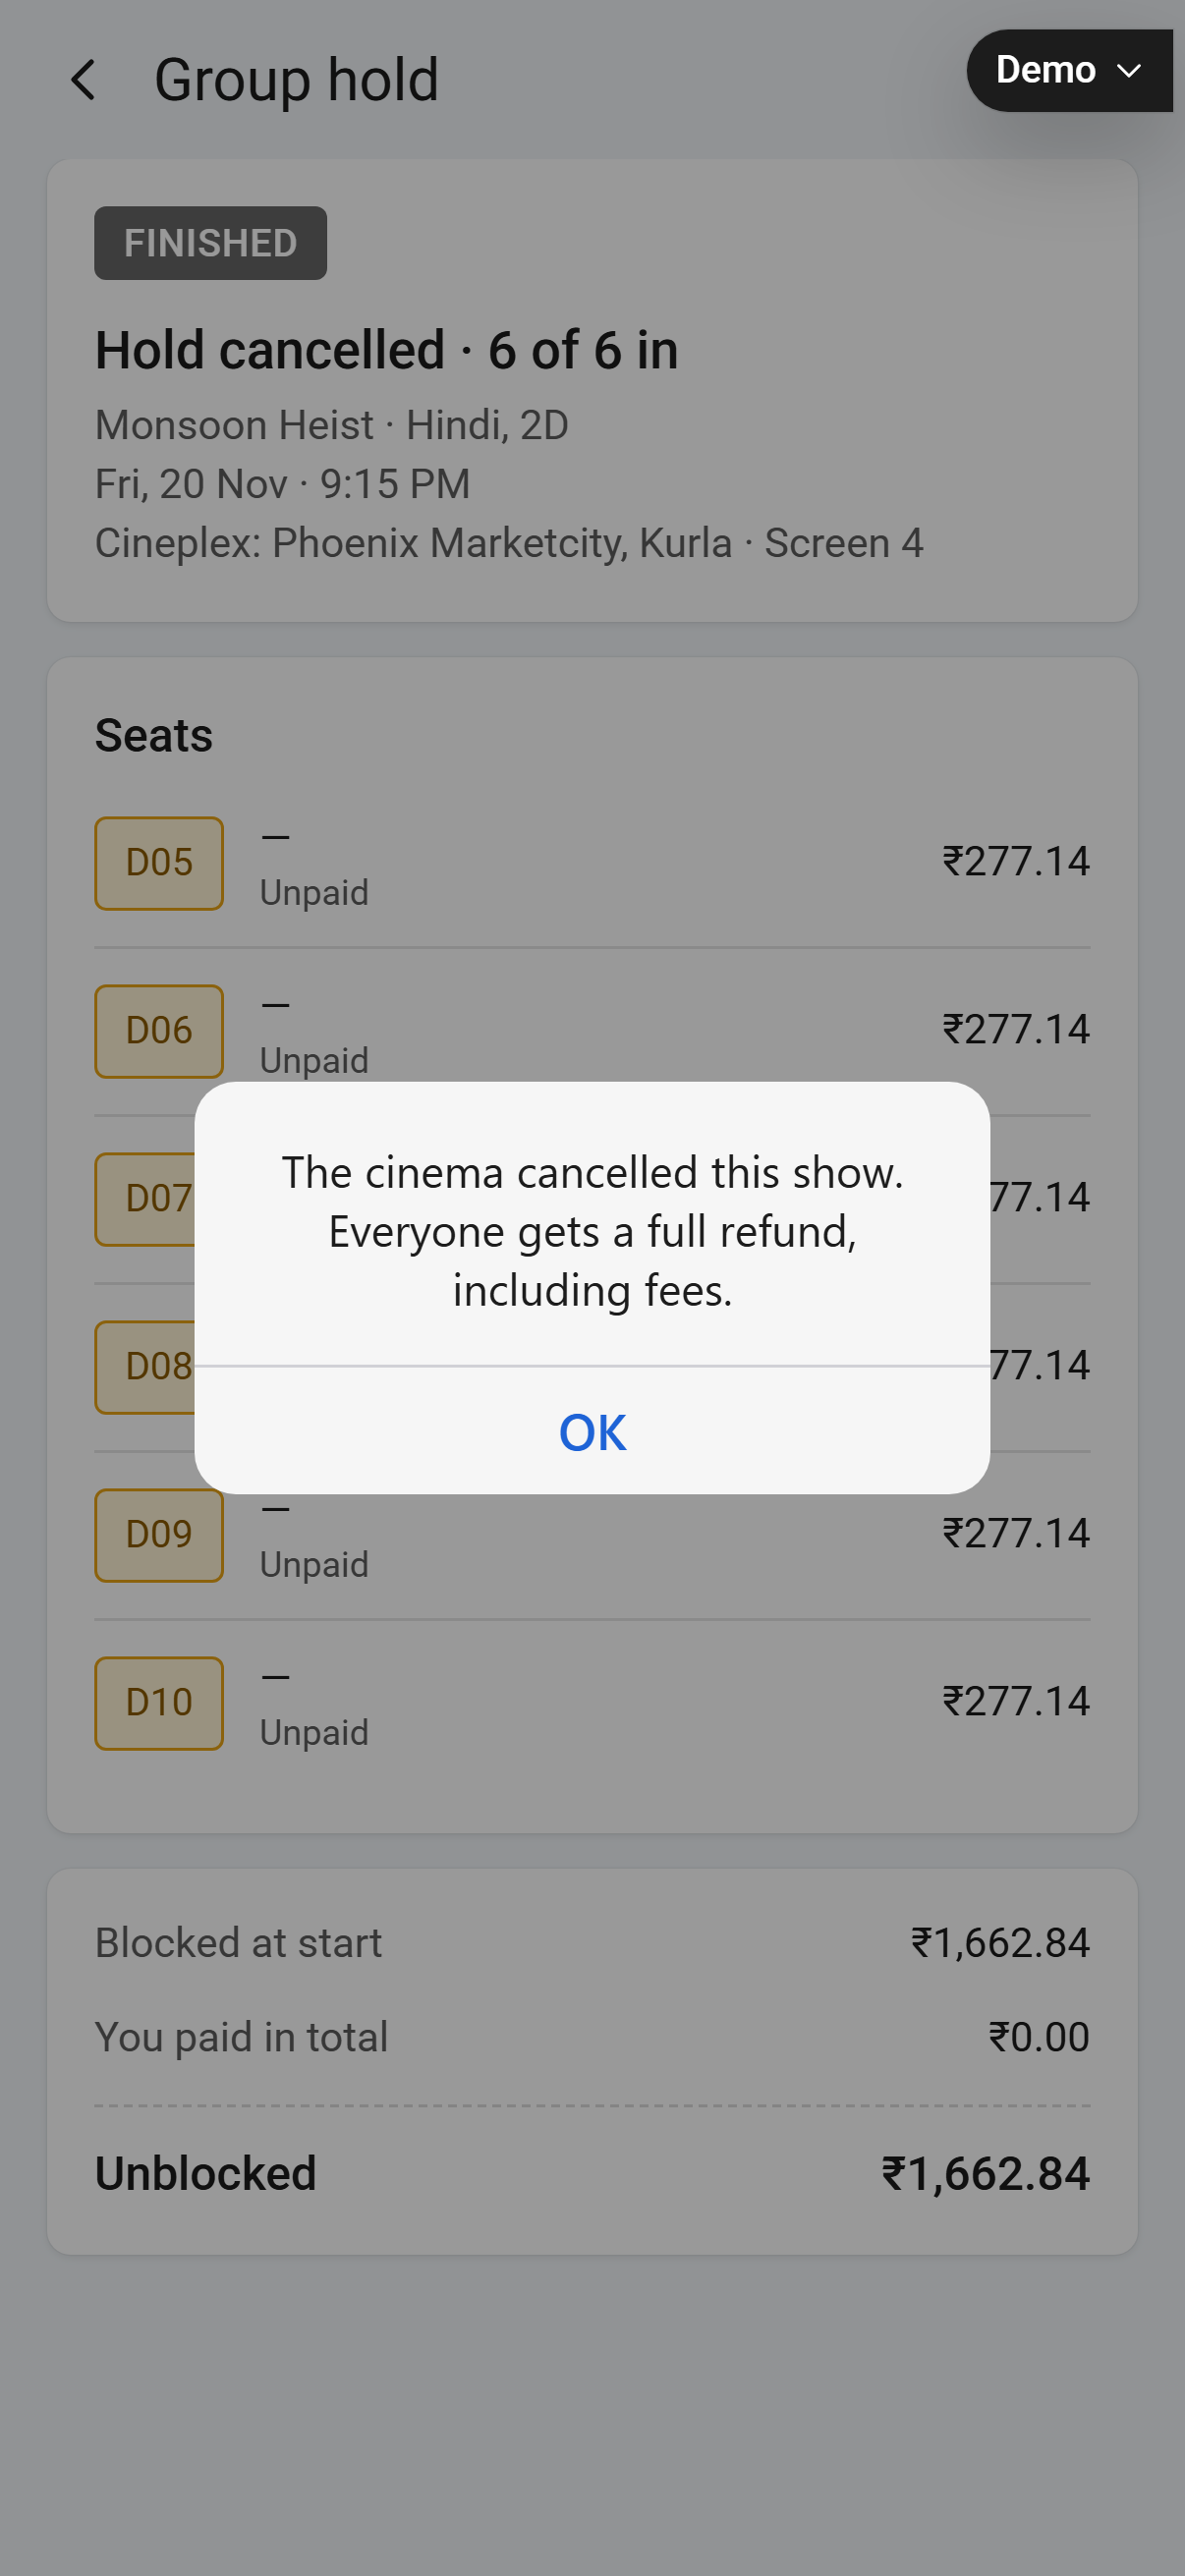 Group hold
Demo
FINISHED
Hold cancelled · 6 of 6 in
Monsoon Heist · Hindi, 2D
Fri, 20 Nov · 9:15 PM
Cineplex: Phoenix Marketcity, Kurla · Screen 4
Seats
D05
—
Unpaid
₹277.14
D06
—
Unpaid
₹277.14
D07
77.14
The cinema cancelled this show.
Everyone gets a full refund,
including fees.
D08
77.14
OK
D09
—
Unpaid
₹277.14
D10
—
Unpaid
₹277.14
Blocked at start
₹1,662.84
You paid in total
₹0.00
Unblocked
₹1,662.84